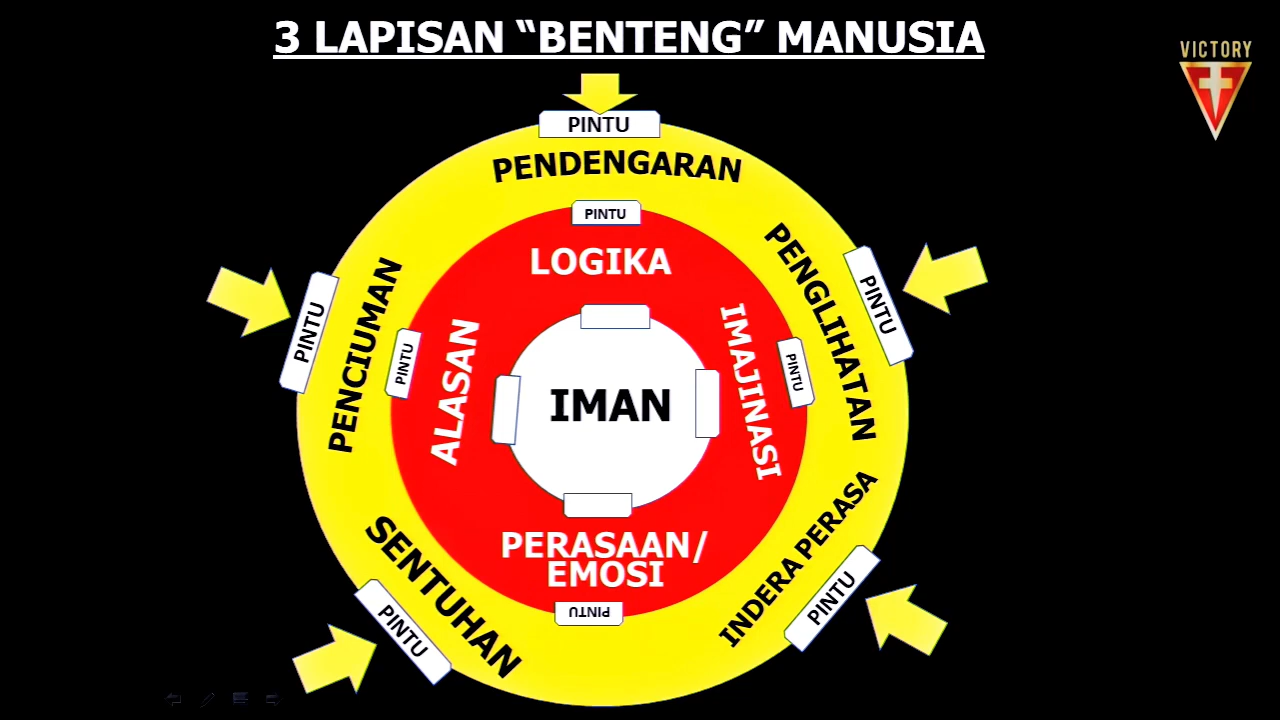 3 LAPISAN “BENTENG” MANUSIA
VICTORY
PINTU
PENDENGARAN
PINTU
LOGIKA
PENCIUMAN
PINTU
PINTU
ALASAN
IMAN
IMAJINASI
PINTU
PENGLIHATAN
PINTU
PERASAAN/
EMOSI
PINTU
SENTUHAN
PINTU
INDERA PERASA
PINTU